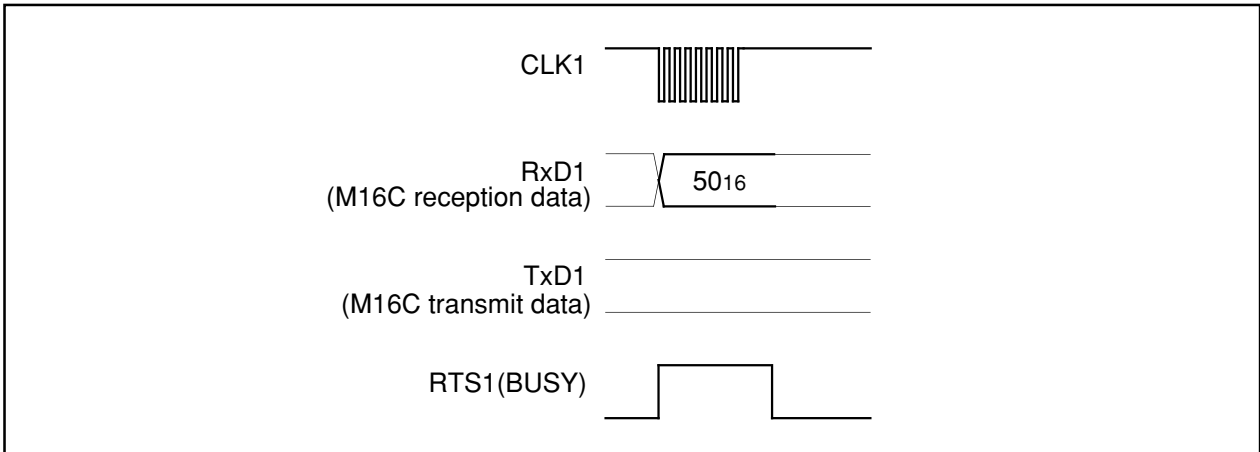 CLK1
RxD1
(M16C reception data)
5016
TxD1
(M16C transmit data)
RTS1(BUSY)